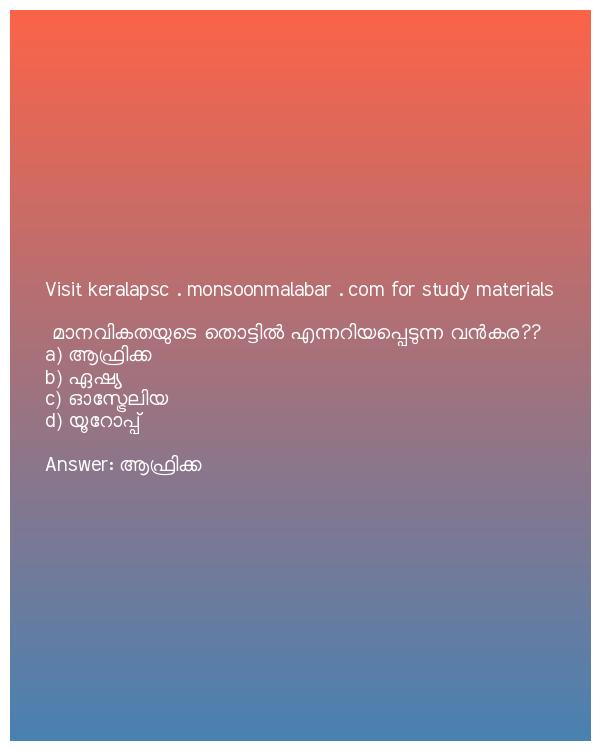 Visit keralapsc . monsoonmalabar . com for study materials
മാനവികതയുടെ തൊട്ടിൽ എന്നറിയപ്പെടുന്ന വൻകര??
a) ആഫ്രിക്ക
b) ഏഷ്യ
c) ഓസ്ട്രേലിയ
d) യൂറോപ്പ്
Answer: ആഫ്രിക്ക